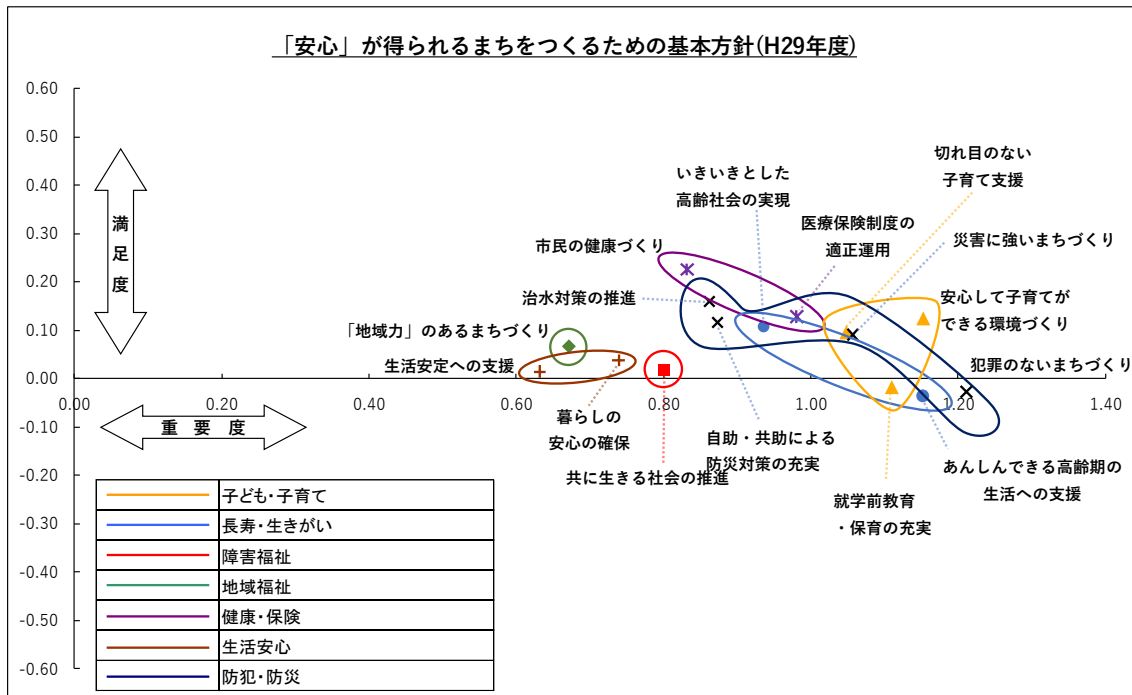 「安心」が得られるまちをつくるための基本方針(H29年度)
0.60
0.50
0.40
0.30
0.20
0.10
0.00
-0.10
-0.20
-0.30
-0.40
-0.50
-0.60
0.00
0.20
0.40
0.60
0.80
1.00
1.20
1.40
満足度
重要度
切れ目のない
子育て支援
いきいきとした
高齢社会の実現
医療保険制度の
適正運用
災害に強いまちづくり
市民の健康づくり
治水対策の推進
安心して子育てが
できる環境づくり
「地域力」のあるまちづくり
生活安定への支援
犯罪のないまちづくり
暮らしの
安心の確保
自助・共助による
防災対策の充実
共に生きる社会の推進
あんしんできる高齢期の
生活への支援
就学前教育
・保育の充実
子ども・子育て
長寿・生きがい
障害福祉
地域福祉
健康・保険
生活安心
防犯・防災